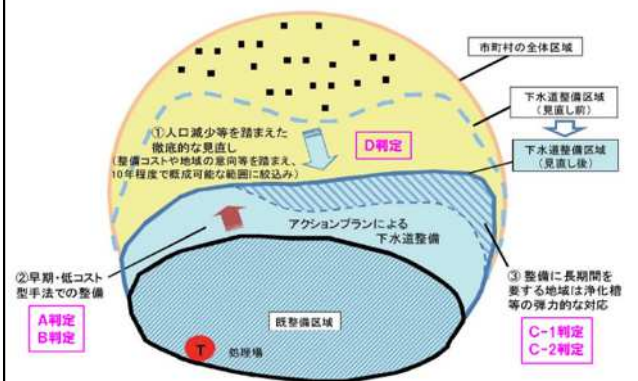 市町村の全体区域
下水道整備区域
(見直し前)
下水道整備区域
(見直し後)
①人口減少等を踏まえた
徹底的な見直し
(整備コストや地域の意向等を踏まえ、
10年程度で概成可能な範囲に絞込み)
D判定
アクションプランによる
下水道整備
②早期・低コスト
型手法での整備
A判定
B判定
③ 整備に長期間を
要する地域は浄化槽
等の弾力的な対応
C-1判定
C-2判定
既整備区域
T
処理場